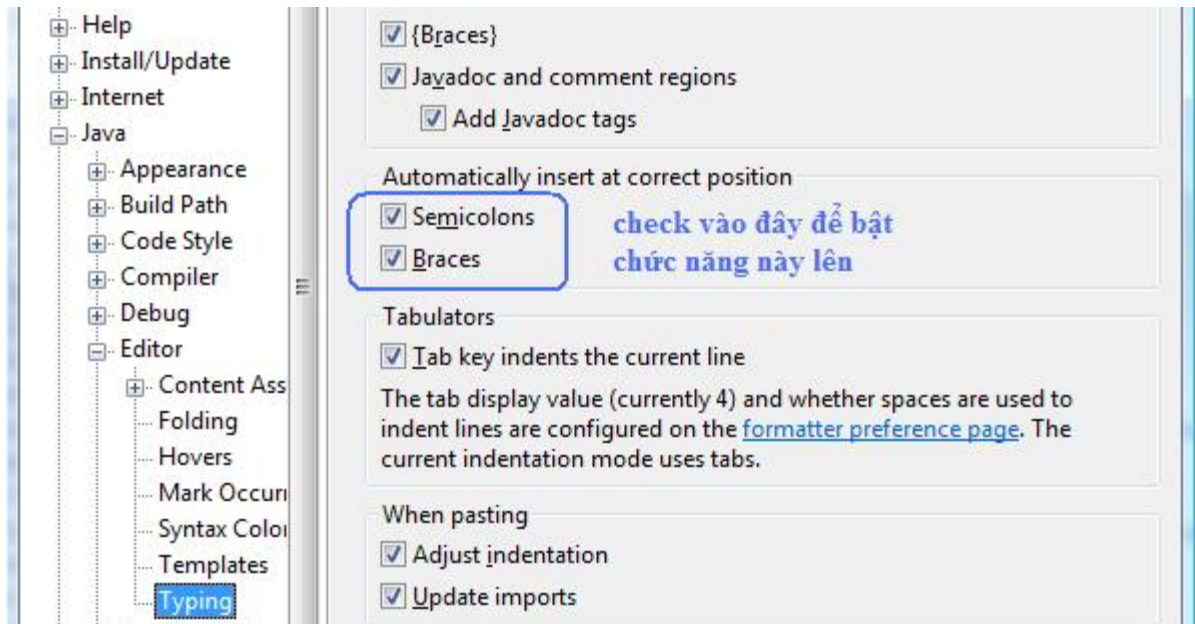 Help
Install/Update
Internet
Java
Appearance
Build Path
Code Style
Compiler
Debug
Editor
Content Ass
Folding
Hovers
Mark Occurr
Syntax Color
Templates
Typing
{Braces}
Javadoc and comment regions
Add Javadoc tags
Automatically insert at correct position
Semicolons
Braces
check vào đây để bật
chức năng này lên
Tabulators
Tab key indents the current line
The tab display value (currently 4) and whether spaces are used to
indent lines are configured on the formatter preference page. The
current indentation mode uses tabs.
When pasting
Adjust indentation
Update imports